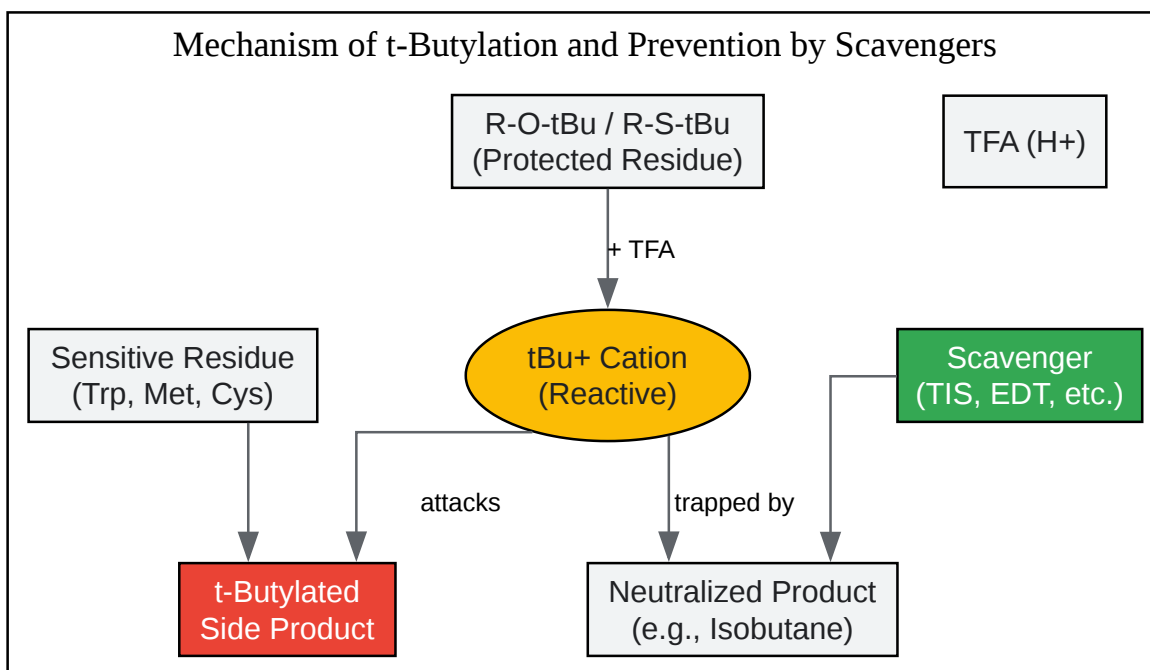 Mechanism of t-Butylation and Prevention by Scavengers
R-O-tBu / R-S-tBu
(Protected Residue)
TFA (H+)
+ TFA
Sensitive Residue
(Trp, Met, Cys)
tBu+ Cation
(Reactive)
Scavenger
(TIS, EDT, etc.)
attacks
trapped by
t-Butylated
Side Product
Neutralized Product
(e.g., Isobutane)